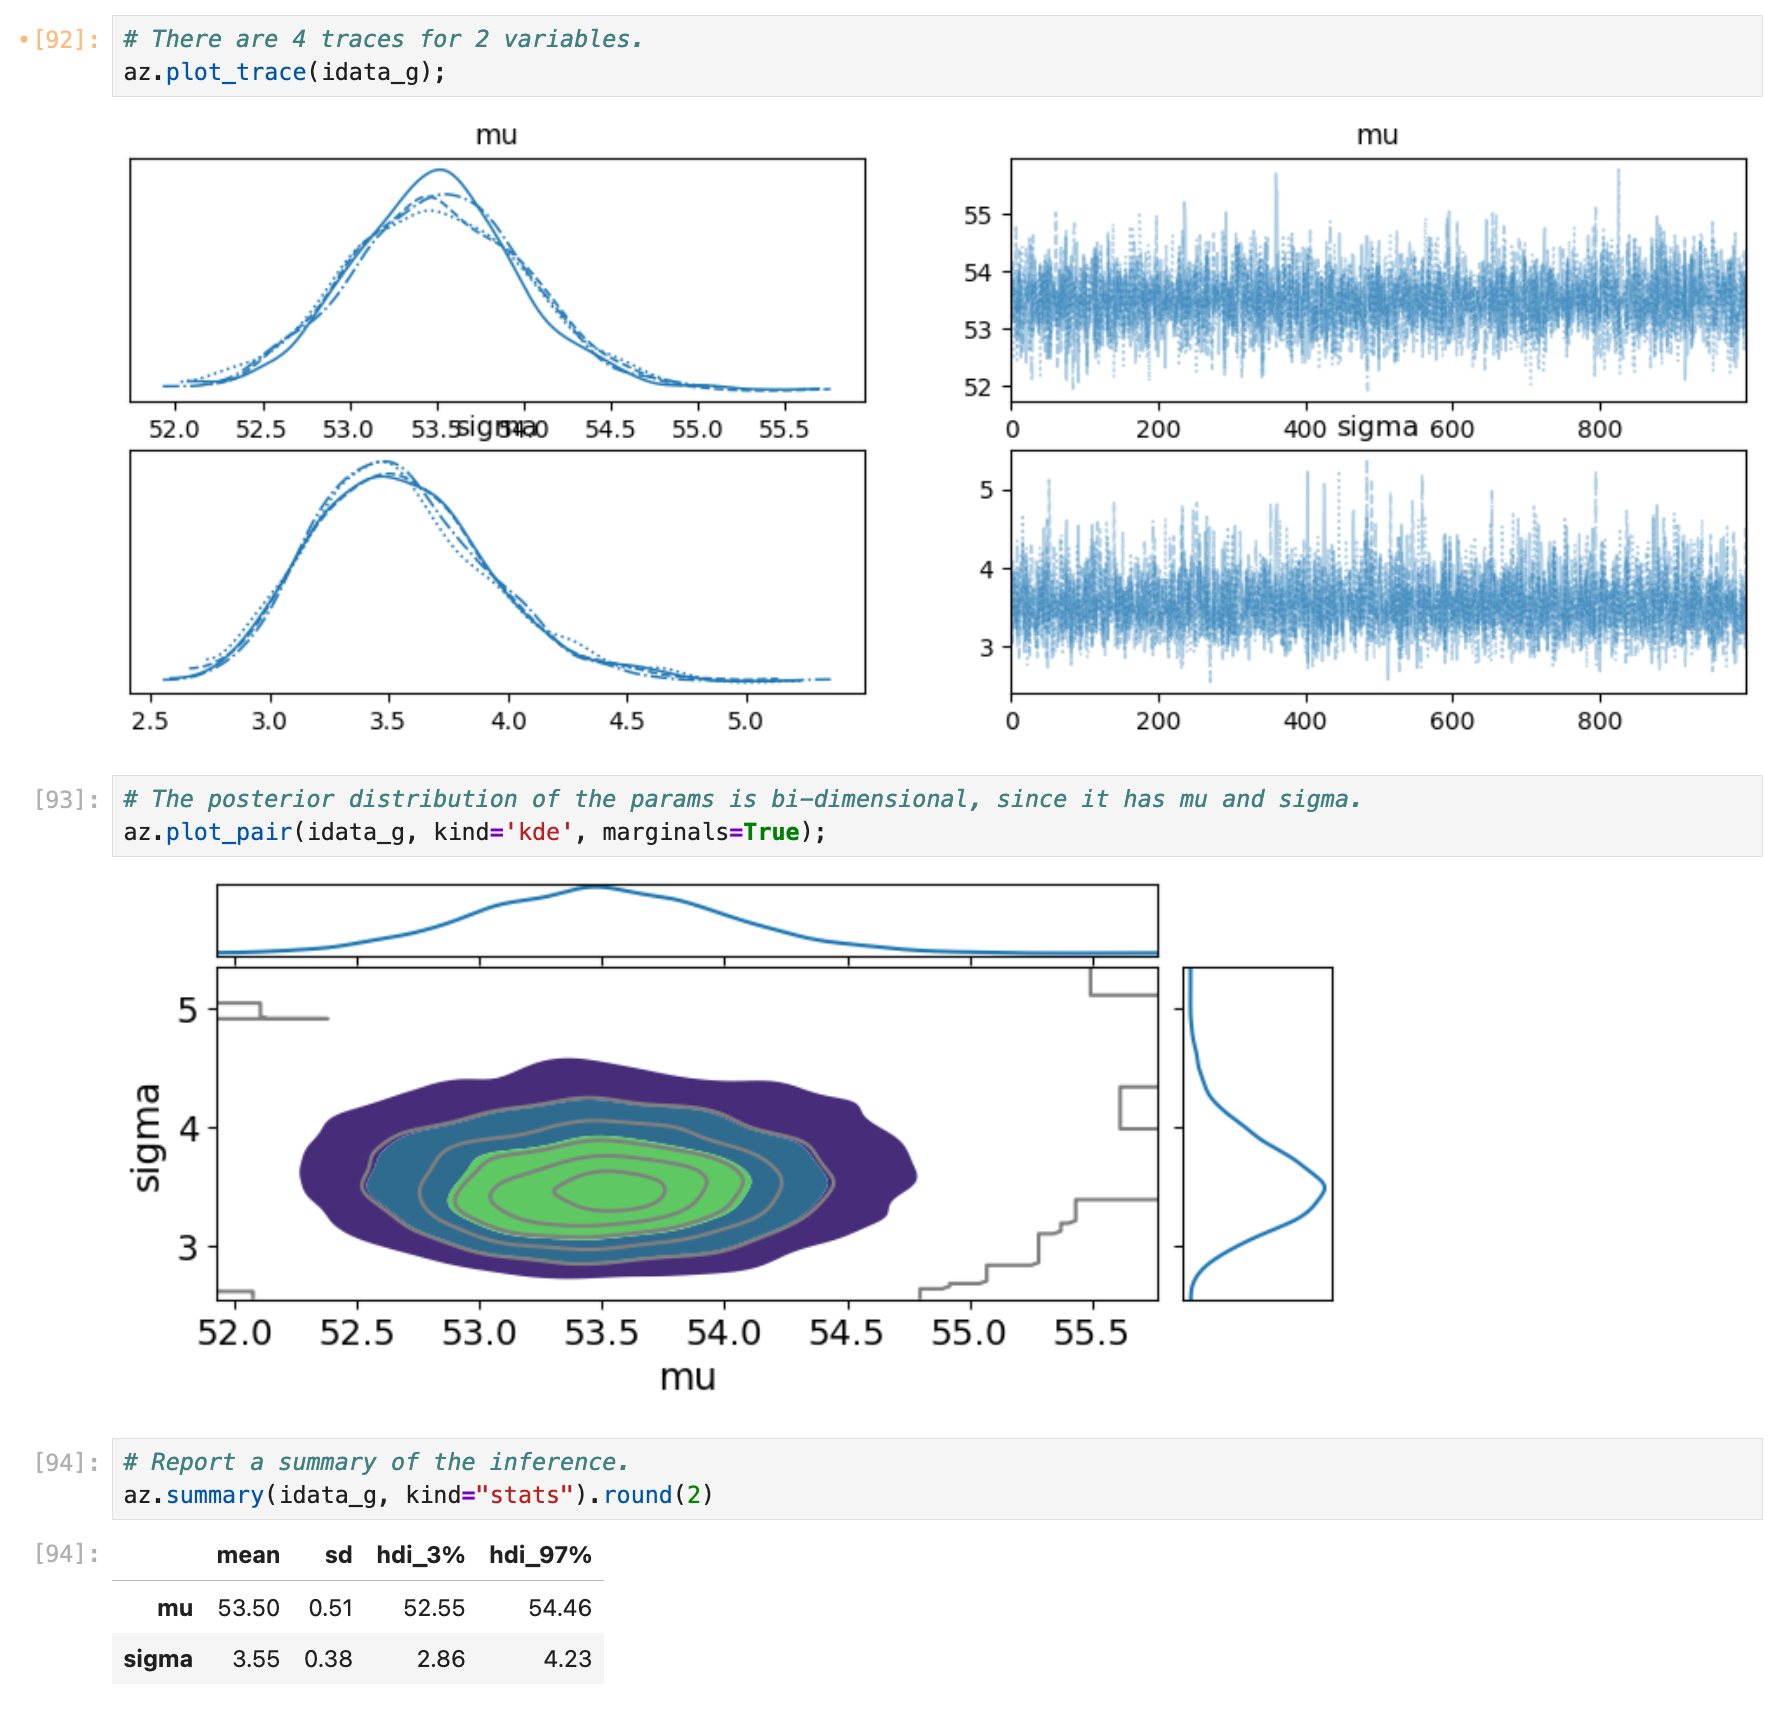 •[92]:
# There are 4 traces for 2 variables.
az.plot_trace(idata_g);
mu
mu
55
54
53
52
52.0 52.5 53.0 53.5 54.0 54.5 55.0 55.5
0 200 400 600 800
sigma
sigma
5
4
3
2.5 3.0 3.5 4.0 4.5 5.0
0 200 400 600 800
[93]:
# The posterior distribution of the params is bi-dimensional, since it has mu and sigma.
az.plot_pair(idata_g, kind='kde', marginals=True);
5
4
3
sigma
52.0 52.5 53.0 53.5 54.0 54.5 55.0 55.5
mu
[94]:
# Report a summary of the inference.
az.summary(idata_g, kind="stats").round(2)
[94]:
mean sd hdi_3% hdi_97%
mu 53.50 0.51 52.55 54.46
sigma 3.55 0.38 2.86 4.23